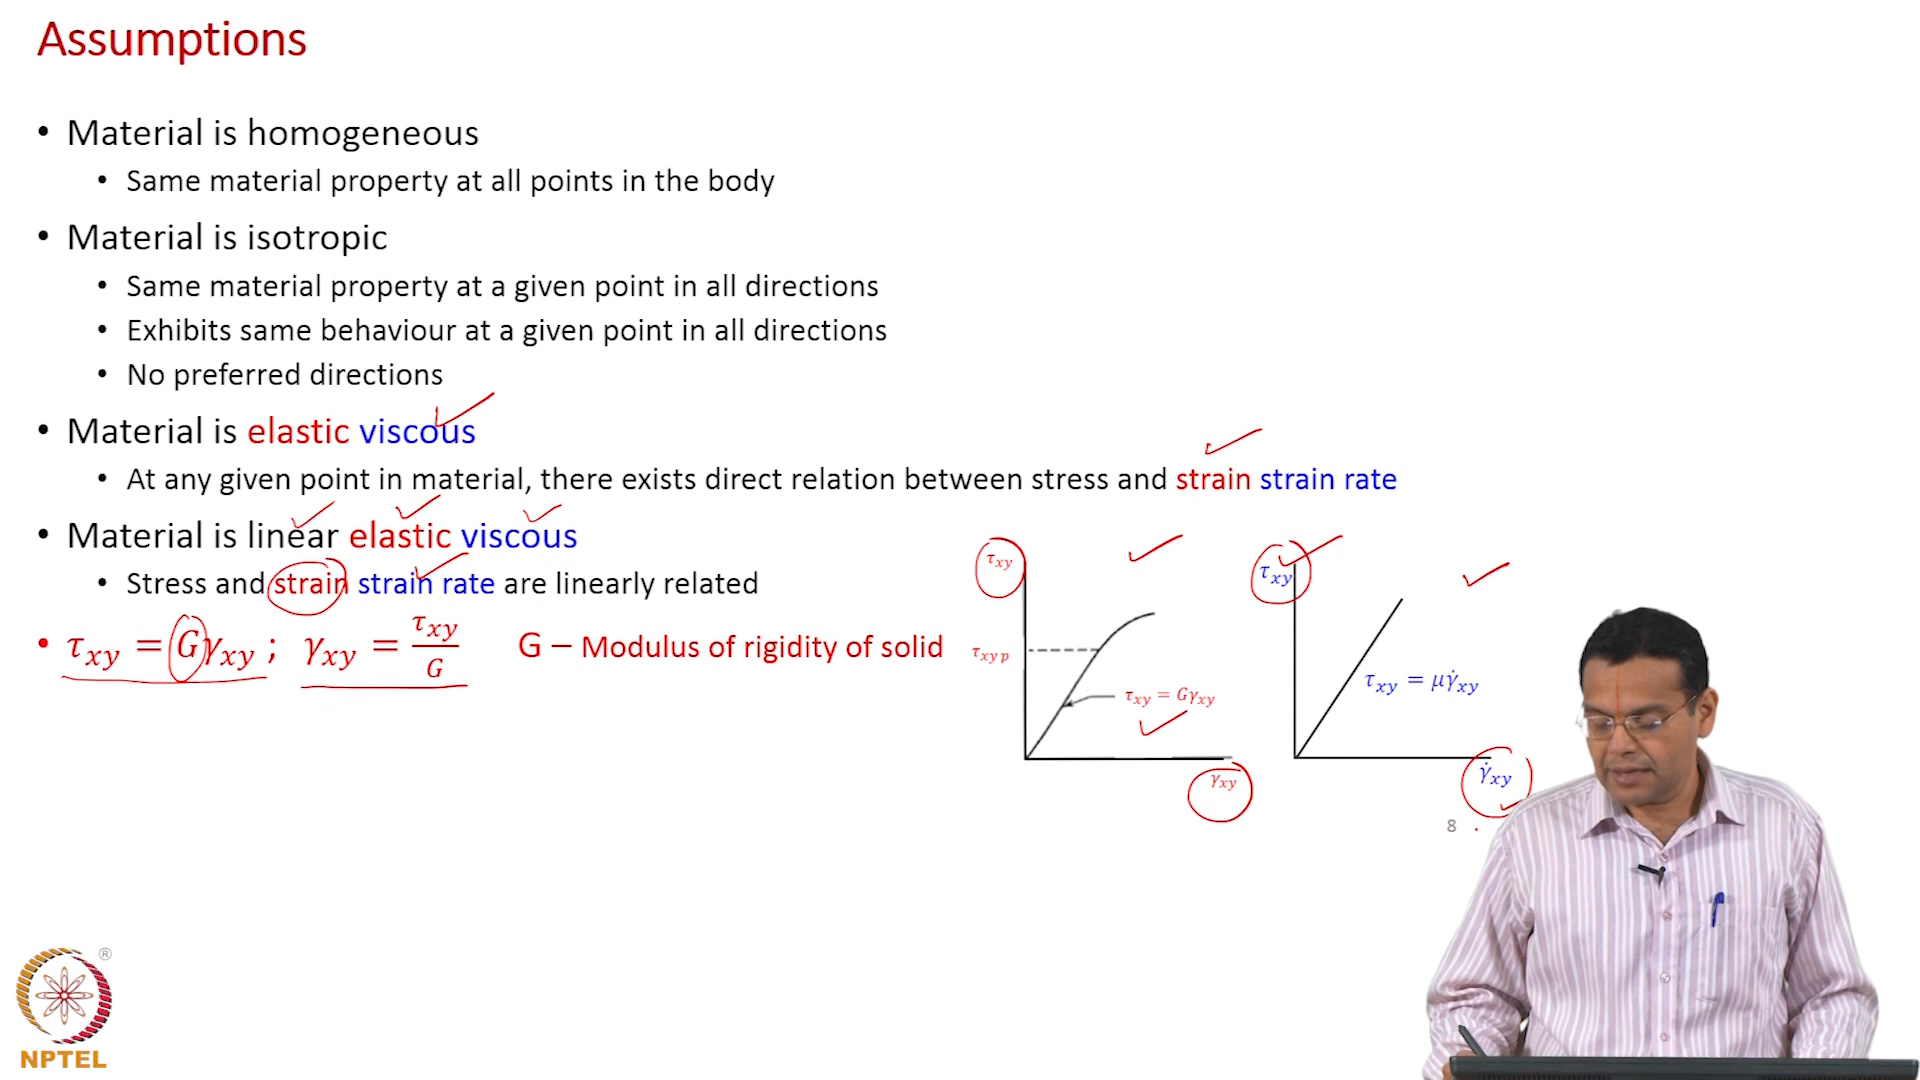 Assumptions
• Material is homogeneous
• Same material property at all points in the body
• Material is isotropic
• Same material property at a given point in all directions
• Exhibits same behaviour at a given point in all directions
• No preferred directions
• Material is elastic viscous
• At any given point in material, there exists direct relation between stress and strain strain rate
• Material is linear elastic viscous
• Stress and strain strain rate are linearly related
• τxy = Gγxy ; γxy = τxy/G G – Modulus of rigidity of solid
τxy
τxy p
τxy = Gγxy
γxy
τxy
τxy = μγ̇xy
γ̇xy
8
®
NPTEL